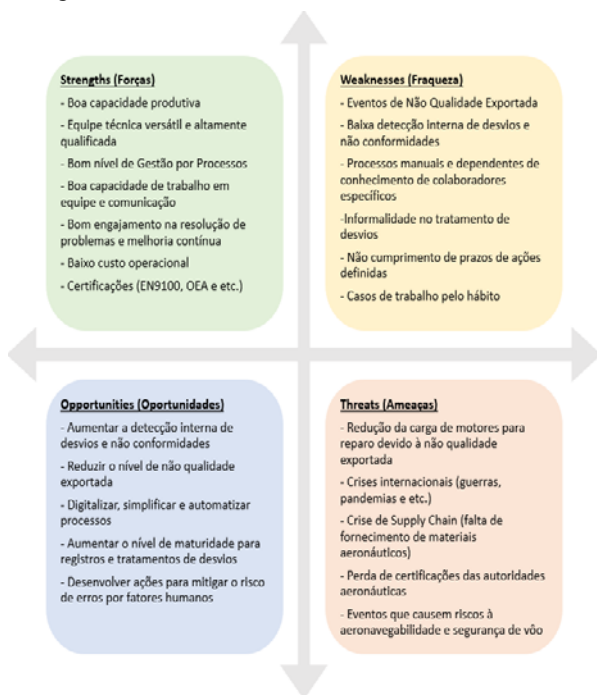 Strengths (Forças)
- Boa capacidade produtiva
- Equipe técnica versátil e altamente
qualificada
- Bom nível de Gestão por Processos
- Boa capacidade de trabalho em
equipe e comunicação
- Bom engajamento na resolução de
problemas e melhoria contínua
- Baixo custo operacional
- Certificações (EN9100, OEA e etc.)
Weaknesses (Fraqueza)
- Eventos de Não Qualidade Exportada
- Baixa detecção interna de desvios e
não conformidades
- Processos manuais e dependentes de
conhecimento de colaboradores
específicos
-Informalidade no tratamento de
desvios
- Não cumprimento de prazos de ações
definidas
- Casos de trabalho pelo hábito
Opportunities (Oportunidades)
- Aumentar a detecção interna de
desvios e não conformidades
- Reduzir o nível de não qualidade
exportada
- Digitalizar, simplificar e automatizar
processos
- Aumentar o nível de maturidade para
registros e tratamentos de desvios
- Desenvolver ações para mitigar o risco
de erros por fatores humanos
Threats (Ameaças)
- Redução da carga de motores para
reparo devido à não qualidade
exportada
- Crises internacionais (guerras,
pandemias e etc.)
- Crise de Supply Chain (falta de
fornecimento de materiais
aeronáuticos)
- Perda de certificações das autoridades
aeronáuticas
- Eventos que causem riscos à
aeronavegabilidade e segurança de vôo